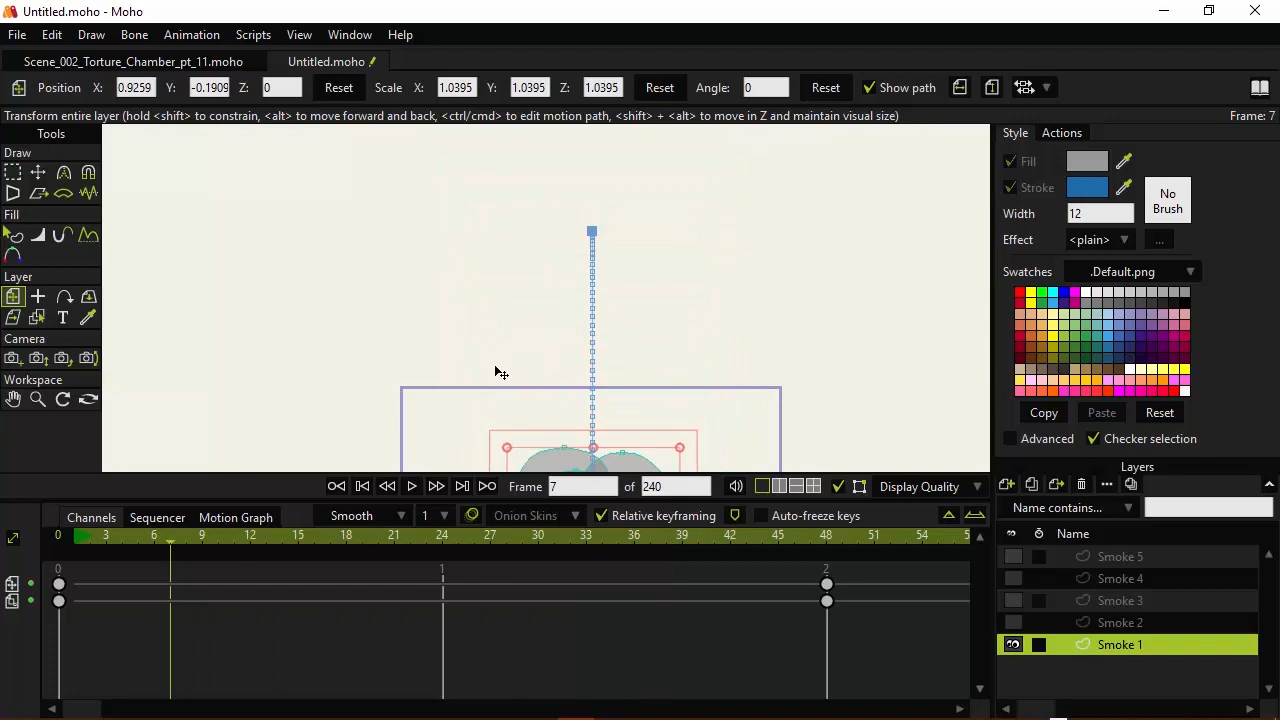 Untitled.moho - Moho
File Edit Draw Bone Animation Scripts View Window Help
Scene_002_Torture_Chamber_pt_11.moho Untitled.moho
Position X: 0.9259 Y: -0.1909 Z: 0 Reset Scale X: 1.0395 Y: 1.0395 Z: 1.0395 Reset Angle: 0 Reset Show path
Transform entire layer (hold <shift> to constrain, <alt> to move forward and back, <ctrl/cmd> to edit motion path, <shift> + <alt> to move in Z and maintain visual size) Frame: 7
Tools
Draw
Fill
Layer
Camera
Workspace
Style Actions
Fill
Stroke
No
Brush
Width 12
Effect <plain> ...
Swatches .Default.png
Copy Paste Reset
Advanced Checker selection
Layers
Name contains...
Name
Smoke 5
Smoke 4
Smoke 3
Smoke 2
Smoke 1
Frame 7 of 240 Display Quality
Channels Sequencer Motion Graph Smooth 1 Onion Skins Relative keyframing Auto-freeze keys
0 3 6 9 12 15 18 21 24 27 30 33 36 39 42 45 48 51 54 5
0 1 2